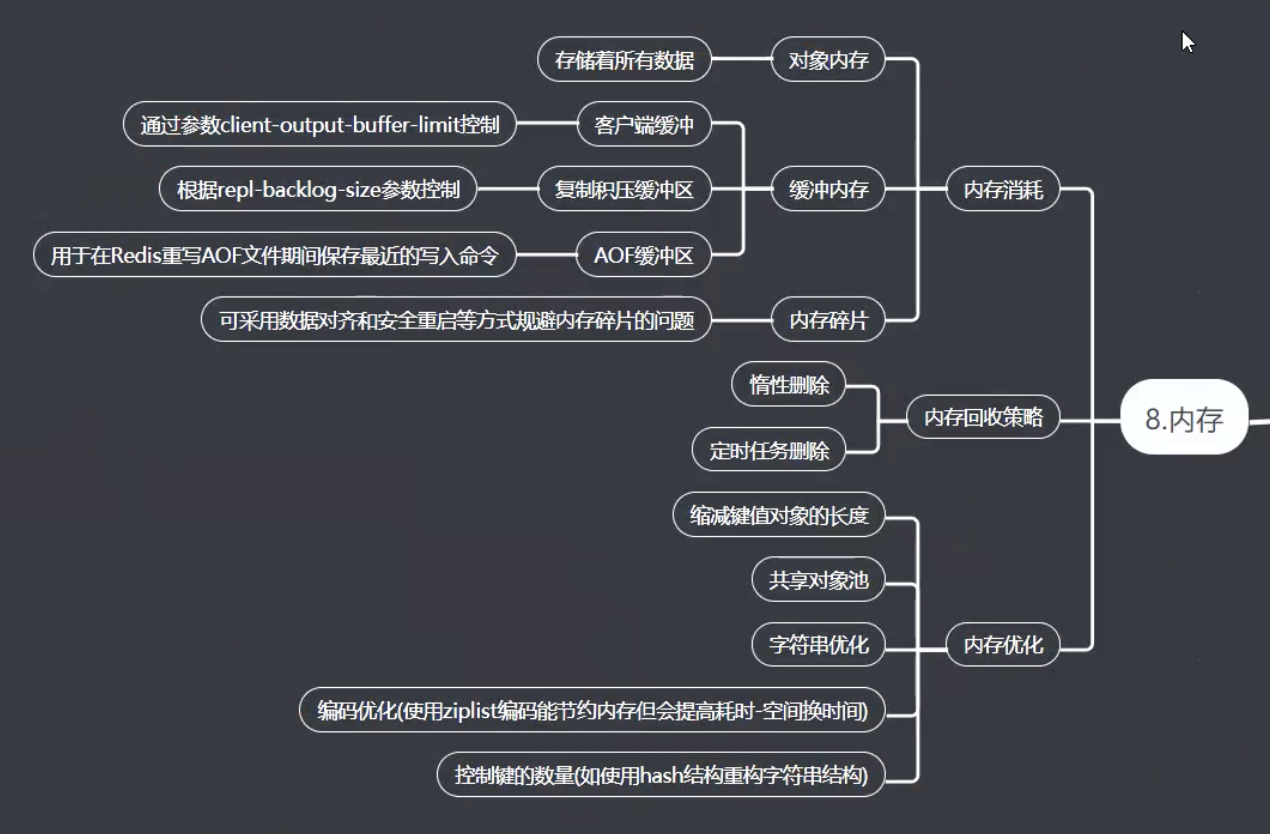 存储着所有数据
对象内存
通过参数client-output-buffer-limit控制
客户端缓冲
根据repl-backlog-size参数控制
复制积压缓冲区
缓冲内存
内存消耗
用于在Redis重写AOF文件期间保存最近的写入命令
AOF缓冲区
可采用数据对齐和安全重启等方式规避内存碎片的问题
内存碎片
惰性删除
内存回收策略
8.内存
定时任务删除
缩减键值对象的长度
共享对象池
字符串优化
内存优化
编码优化(使用ziplist编码能节约内存但会提高耗时-空间换时间)
控制键的数量(如使用hash结构重构字符串结构)